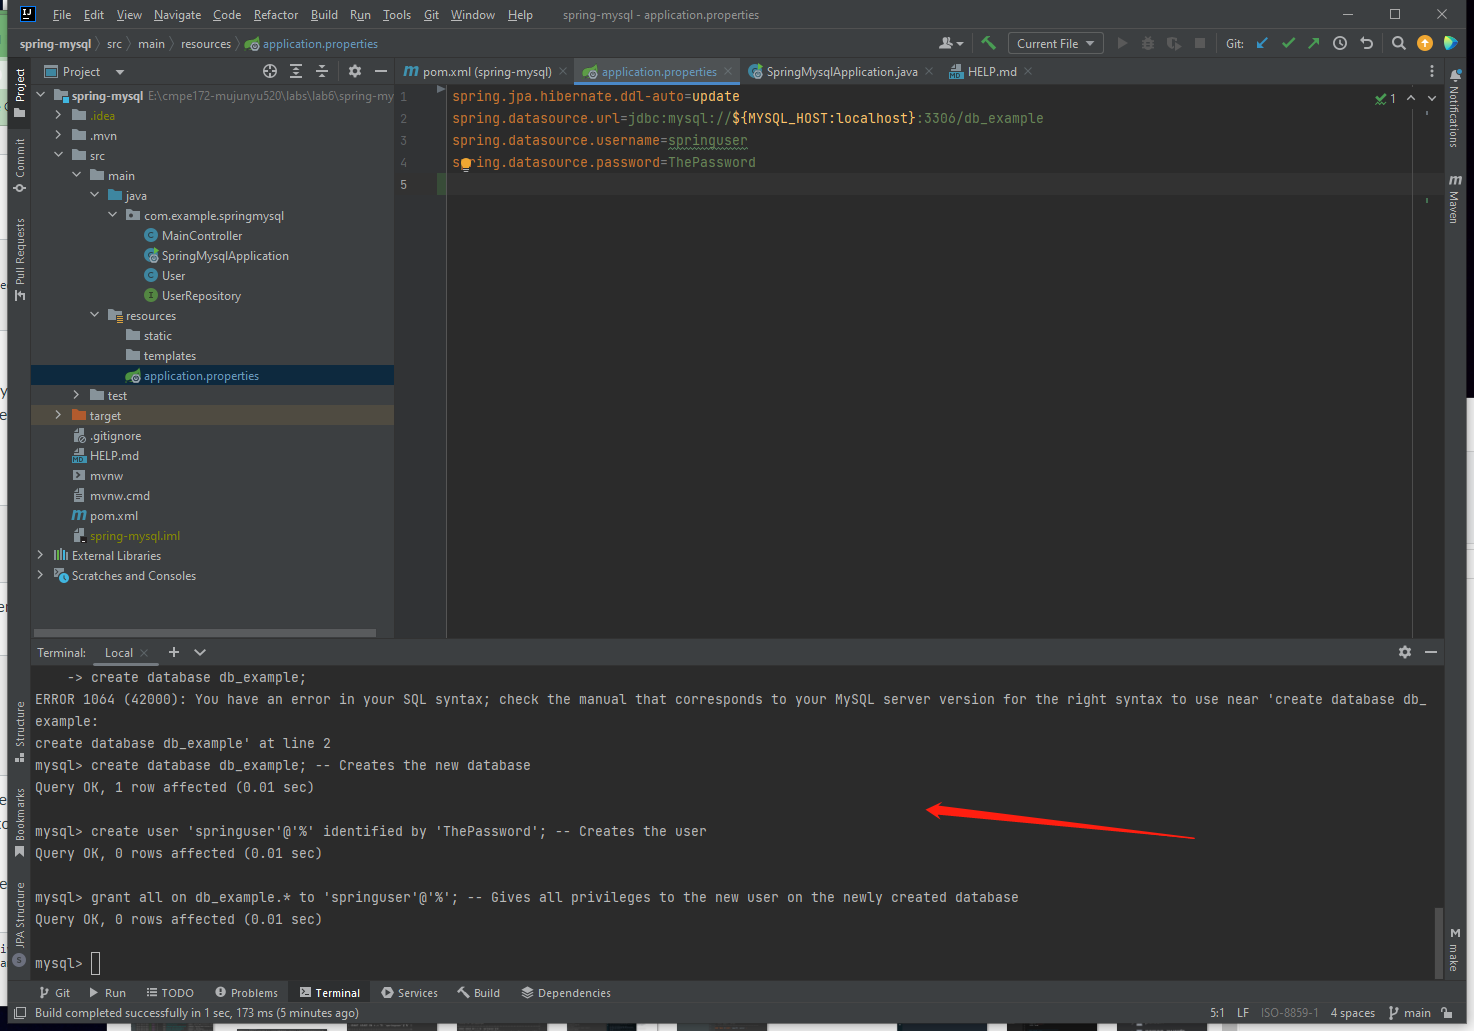 File Edit View Navigate Code Refactor Build Run Tools Git Window Help spring-mysql - application.properties
spring-mysql src main resources application.properties Current File Git:
Project
pom.xml (spring-mysql) application.properties SpringMysqlApplication.java HELP.md
spring-mysql E:\cmpe172-mujunyu520\labs\lab6\spring-my
.idea
.mvn
src
main
java
com.example.springmysql
MainController
SpringMysqlApplication
User
UserRepository
resources
static
templates
application.properties
test
target
.gitignore
HELP.md
mvnw
mvnw.cmd
pom.xml
spring-mysql.iml
External Libraries
Scratches and Consoles
1 spring.jpa.hibernate.ddl-auto=update
2 spring.datasource.url=jdbc:mysql://${MYSQL_HOST:localhost}:3306/db_example
3 spring.datasource.username=springuser
4 spring.datasource.password=ThePassword
5
1
Project
Commit
Pull Requests
Structure
Bookmarks
JPA Structure
Notifications
Maven
make
Terminal: Local
-> create database db_example;
ERROR 1064 (42000): You have an error in your SQL syntax; check the manual that corresponds to your MySQL server version for the right syntax to use near 'create database db_
example:
create database db_example' at line 2
mysql> create database db_example; -- Creates the new database
Query OK, 1 row affected (0.01 sec)
mysql> create user 'springuser'@'%' identified by 'ThePassword'; -- Creates the user
Query OK, 0 rows affected (0.01 sec)
mysql> grant all on db_example.* to 'springuser'@'%'; -- Gives all privileges to the new user on the newly created database
Query OK, 0 rows affected (0.01 sec)
mysql>
Git Run TODO Problems Terminal Services Build Dependencies
Build completed successfully in 1 sec, 173 ms (5 minutes ago) 5:1 LF ISO-8859-1 4 spaces main